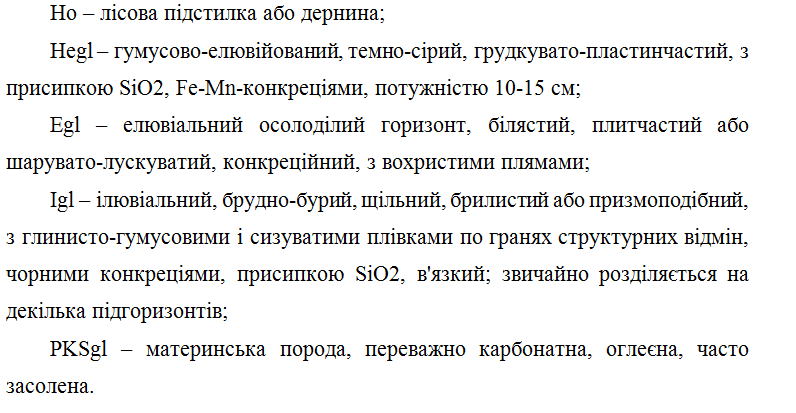 Но – лісова підстилка або дернина;
Hegl – гумусово-елювійований, темно-сірий, грудкувато-пластинчастий, з
присипкою SiO2, Fe-Mn-конкреціями, потужністю 10-15 см;
Egl – елювіальний осолоділий горизонт, білястий, плитчастий або
шарувато-лускуватий, конкреційний, з вохристими плямами;
Igl – ілювіальний, брудно-бурий, щільний, брилистий або призмоподібний,
з глинисто-гумусовими і сизуватими плівками по гранях структурних відмін,
чорними конкреціями, присипкою SiO2, в'язкий; звичайно розділяється на
декілька підгоризонтів;
PKSgl – материнська порода, переважно карбонатна, оглеєна, часто
засолена.